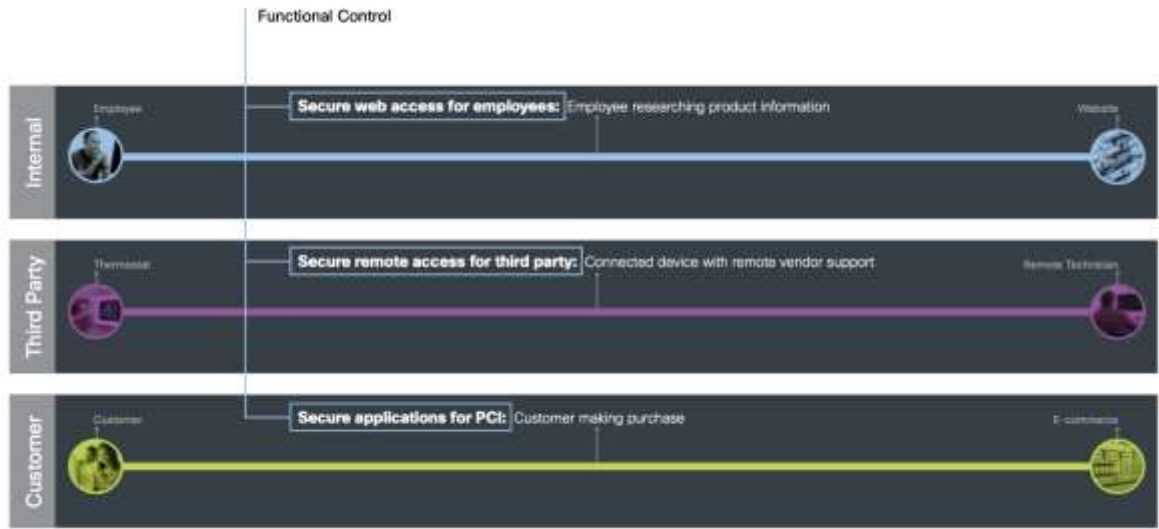 Functional Control
Internal
Employee
Secure web access for employees: Employee researching product information
Website
Third Party
Thermostat
Secure remote access for third party: Connected device with remote vendor support
Remote Technician
Customer
Customer
Secure applications for PCI: Customer making purchase
E-commerce